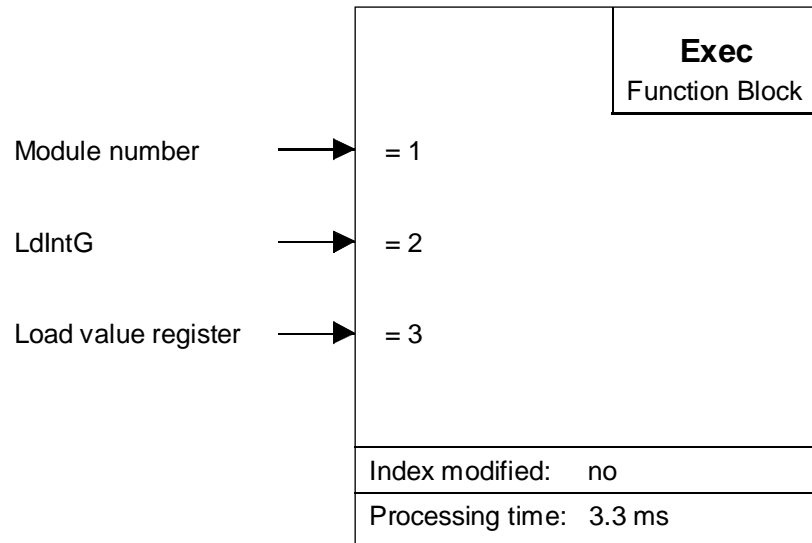 Exec
Function Block
Module number = 1
LdIntG = 2
Load value register = 3
Index modified: no
Processing time: 3.3 ms